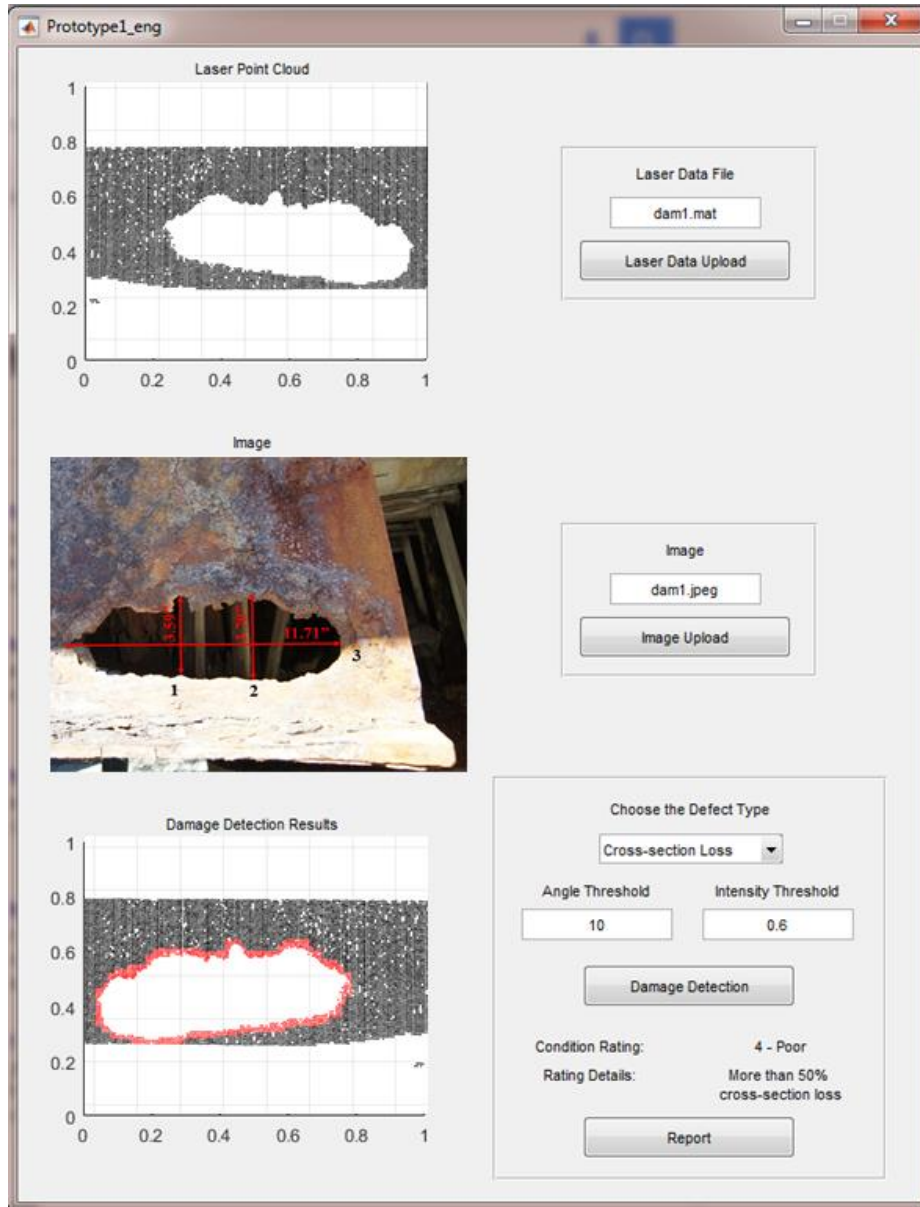 Prototype1_eng
Laser Point Cloud
1
0.8
0.6
0.4
0.2
0
0 0.2 0.4 0.6 0.8 1
Laser Data File
dam1.mat
Laser Data Upload
Image
3.59"
11.71"
3
1 2
Image
dam1.jpeg
Image Upload
Damage Detection Results
1
0.8
0.6
0.4
0.2
0
0 0.2 0.4 0.6 0.8 1
Choose the Defect Type
Cross-section Loss
Angle Threshold Intensity Threshold
10 0.6
Damage Detection
Condition Rating: 4 - Poor
Rating Details: More than 50%
cross-section loss
Report